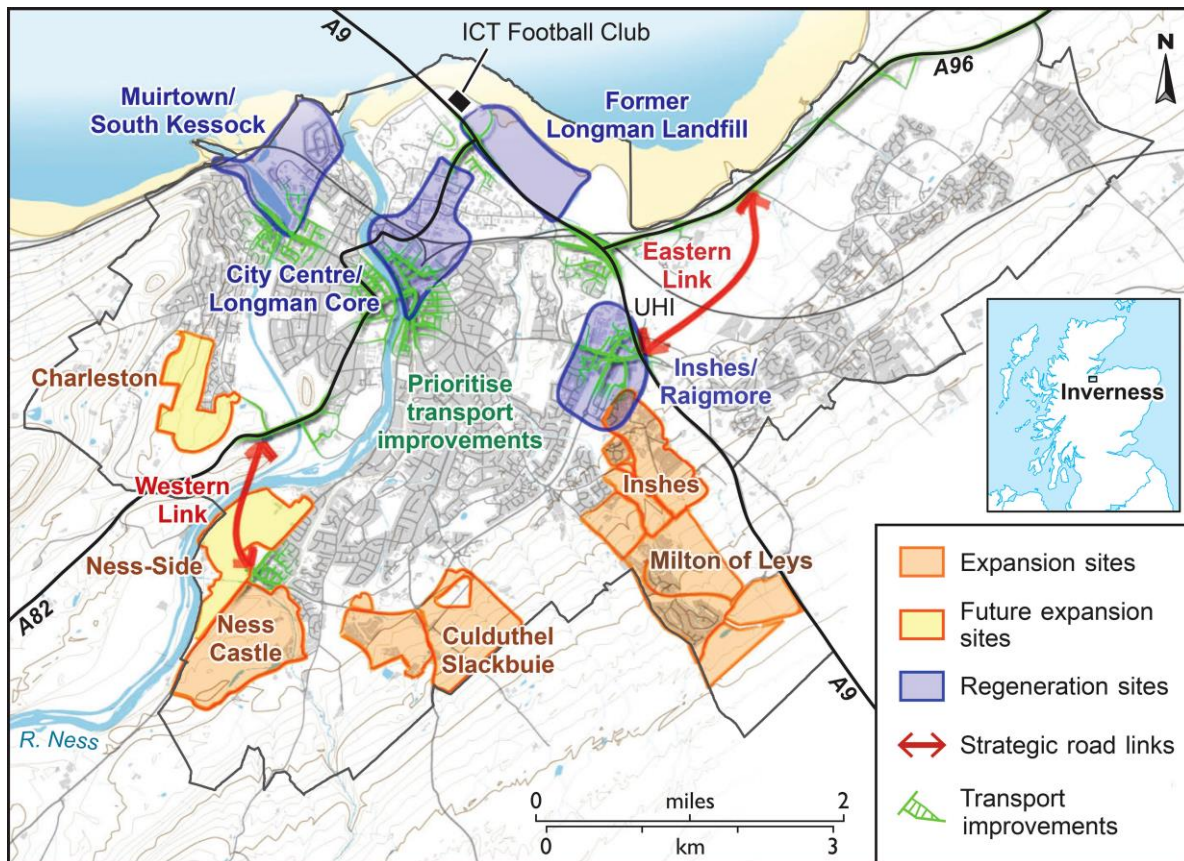 A9
ICT Football Club
A96
N
Muirtown/
South Kessock
Former
Longman Landfill
City Centre/
Longman Core
Eastern
Link
UHI
Charleston
Prioritise
transport
improvements
Inshes/
Raigmore
Inverness
Western
Link
Inshes
Ness-Side
Milton of Leys
A82
Ness
Castle
Culduthel
Slackbuie
A9
R. Ness
0 miles 2
0 km 3
Expansion sites
Future expansion
sites
Regeneration sites
Strategic road links
Transport
improvements